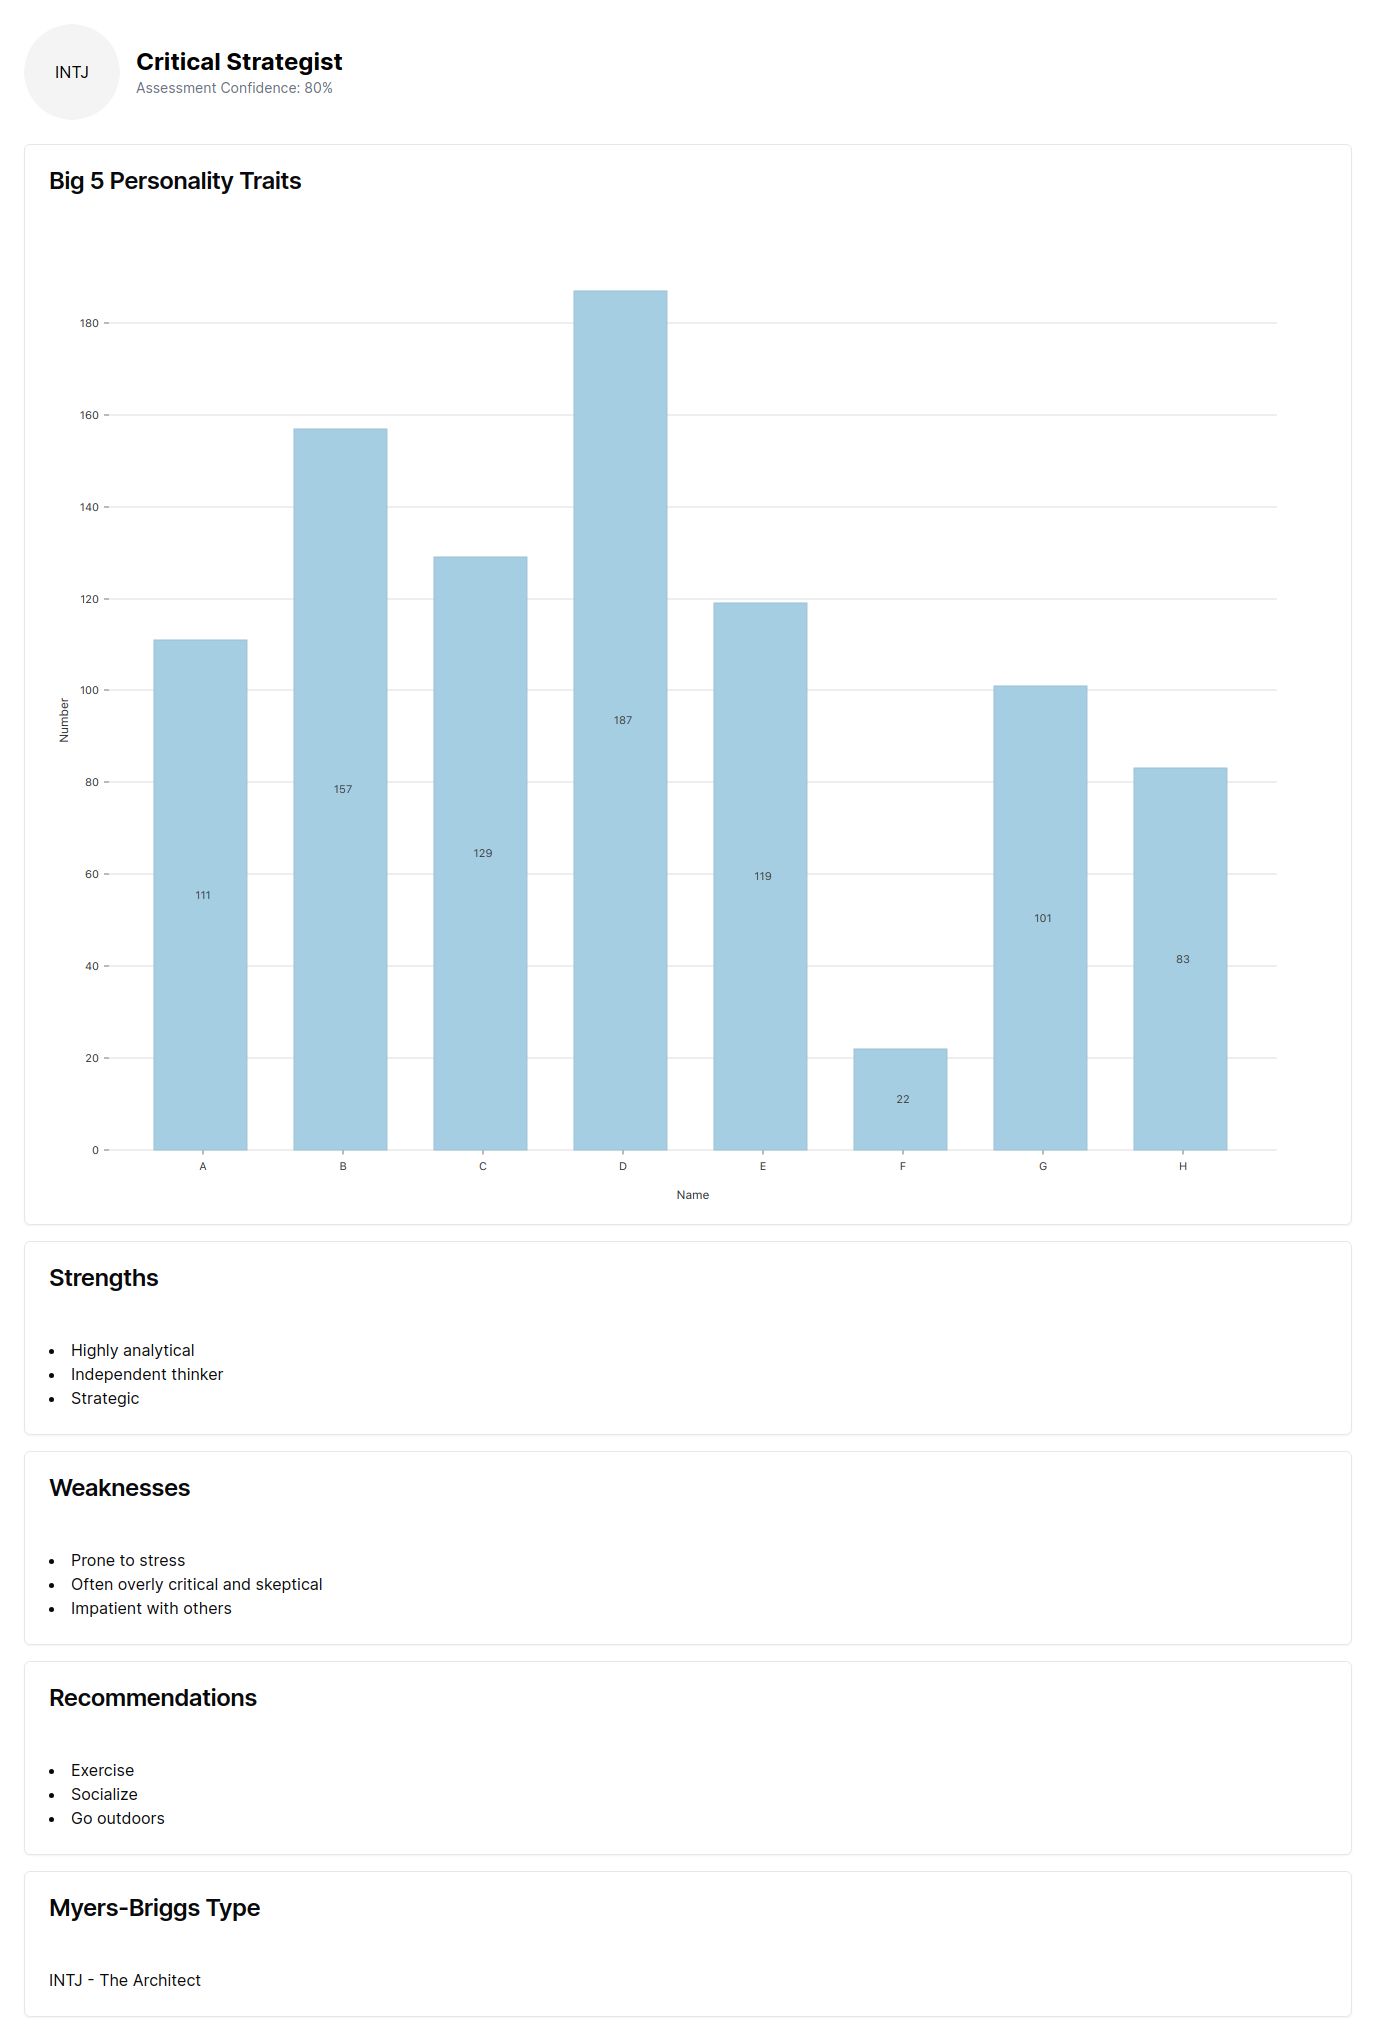 INTJ
Critical Strategist
Assessment Confidence: 80%
Big 5 Personality Traits
180
160
140
120
100
80
60
40
20
0
Number
111
157
129
187
119
22
101
83
A B C D E F G H
Name
Strengths
• Highly analytical
• Independent thinker
• Strategic
Weaknesses
• Prone to stress
• Often overly critical and skeptical
• Impatient with others
Recommendations
• Exercise
• Socialize
• Go outdoors
Myers-Briggs Type
INTJ - The Architect